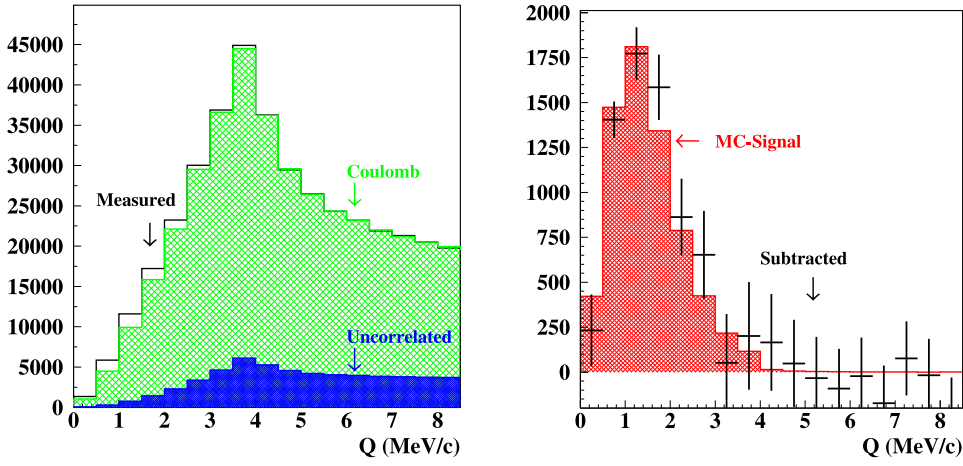 45000
40000
35000
30000
25000
20000
15000
10000
5000
0
Measured
Coulomb
Uncorrelated
0 1 2 3 4 5 6 7 8
Q (MeV/c)
2000
1750
1500
1250
1000
750
500
250
0
MC-Signal
Subtracted
0 1 2 3 4 5 6 7 8
Q (MeV/c)